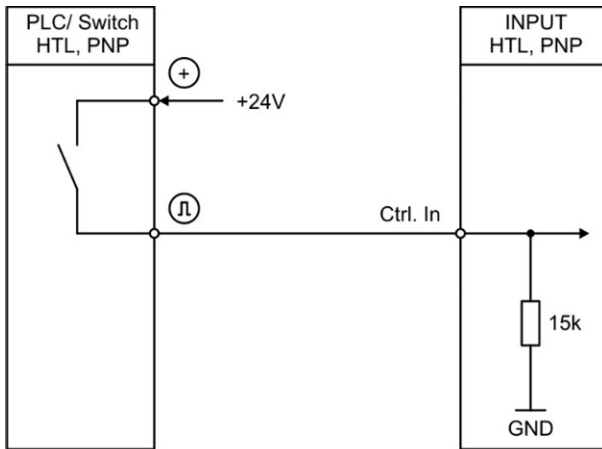 PLC/ Switch
HTL, PNP
INPUT
HTL, PNP
+
+24V
Ctrl. In
15k
GND